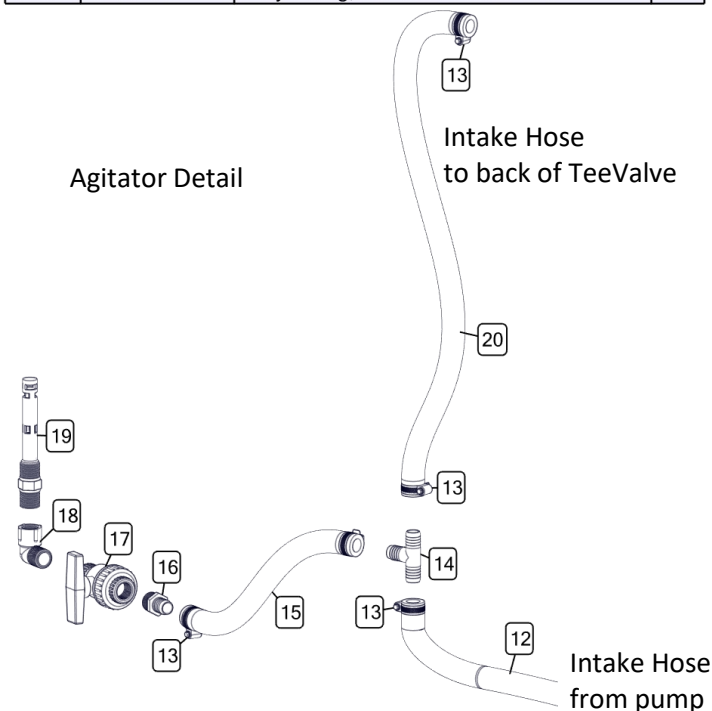 13
Intake Hose
to back of TeeValve
Agitator Detail
20
19
13
18
17
16
14
15
13
13
12
Intake Hose
from pump